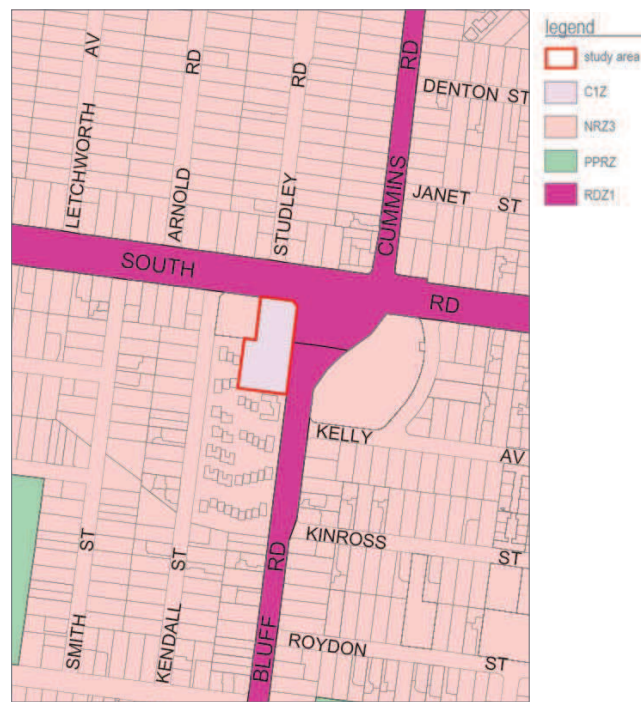 legend
study area
C1Z
NRZ3
PPRZ
RDZ1
LETCHWORTH AV
ARNOLD RD
STUDLEY RD
CUMMINS RD
DENTON ST
JANET ST
SOUTH RD
KELLY AV
KINROSS ST
ROYDON ST
SMITH ST
KENDALL ST
BLUFF RD